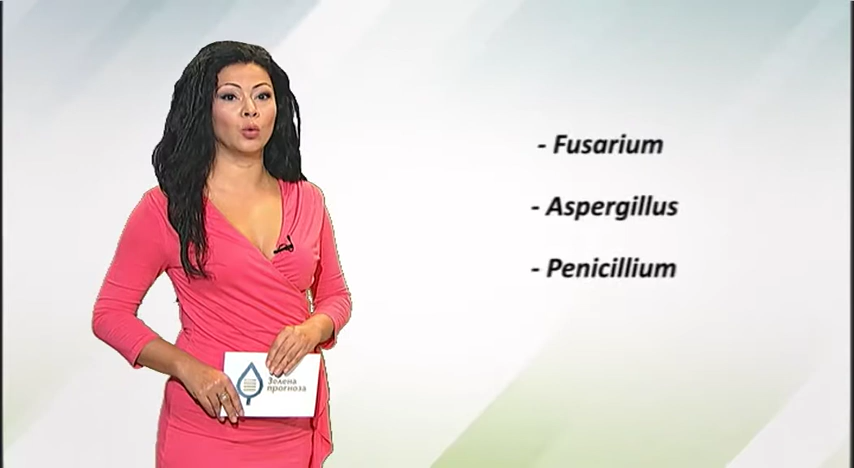 - Fusarium
- Aspergillus
- Penicillium
Зелена
прогноза